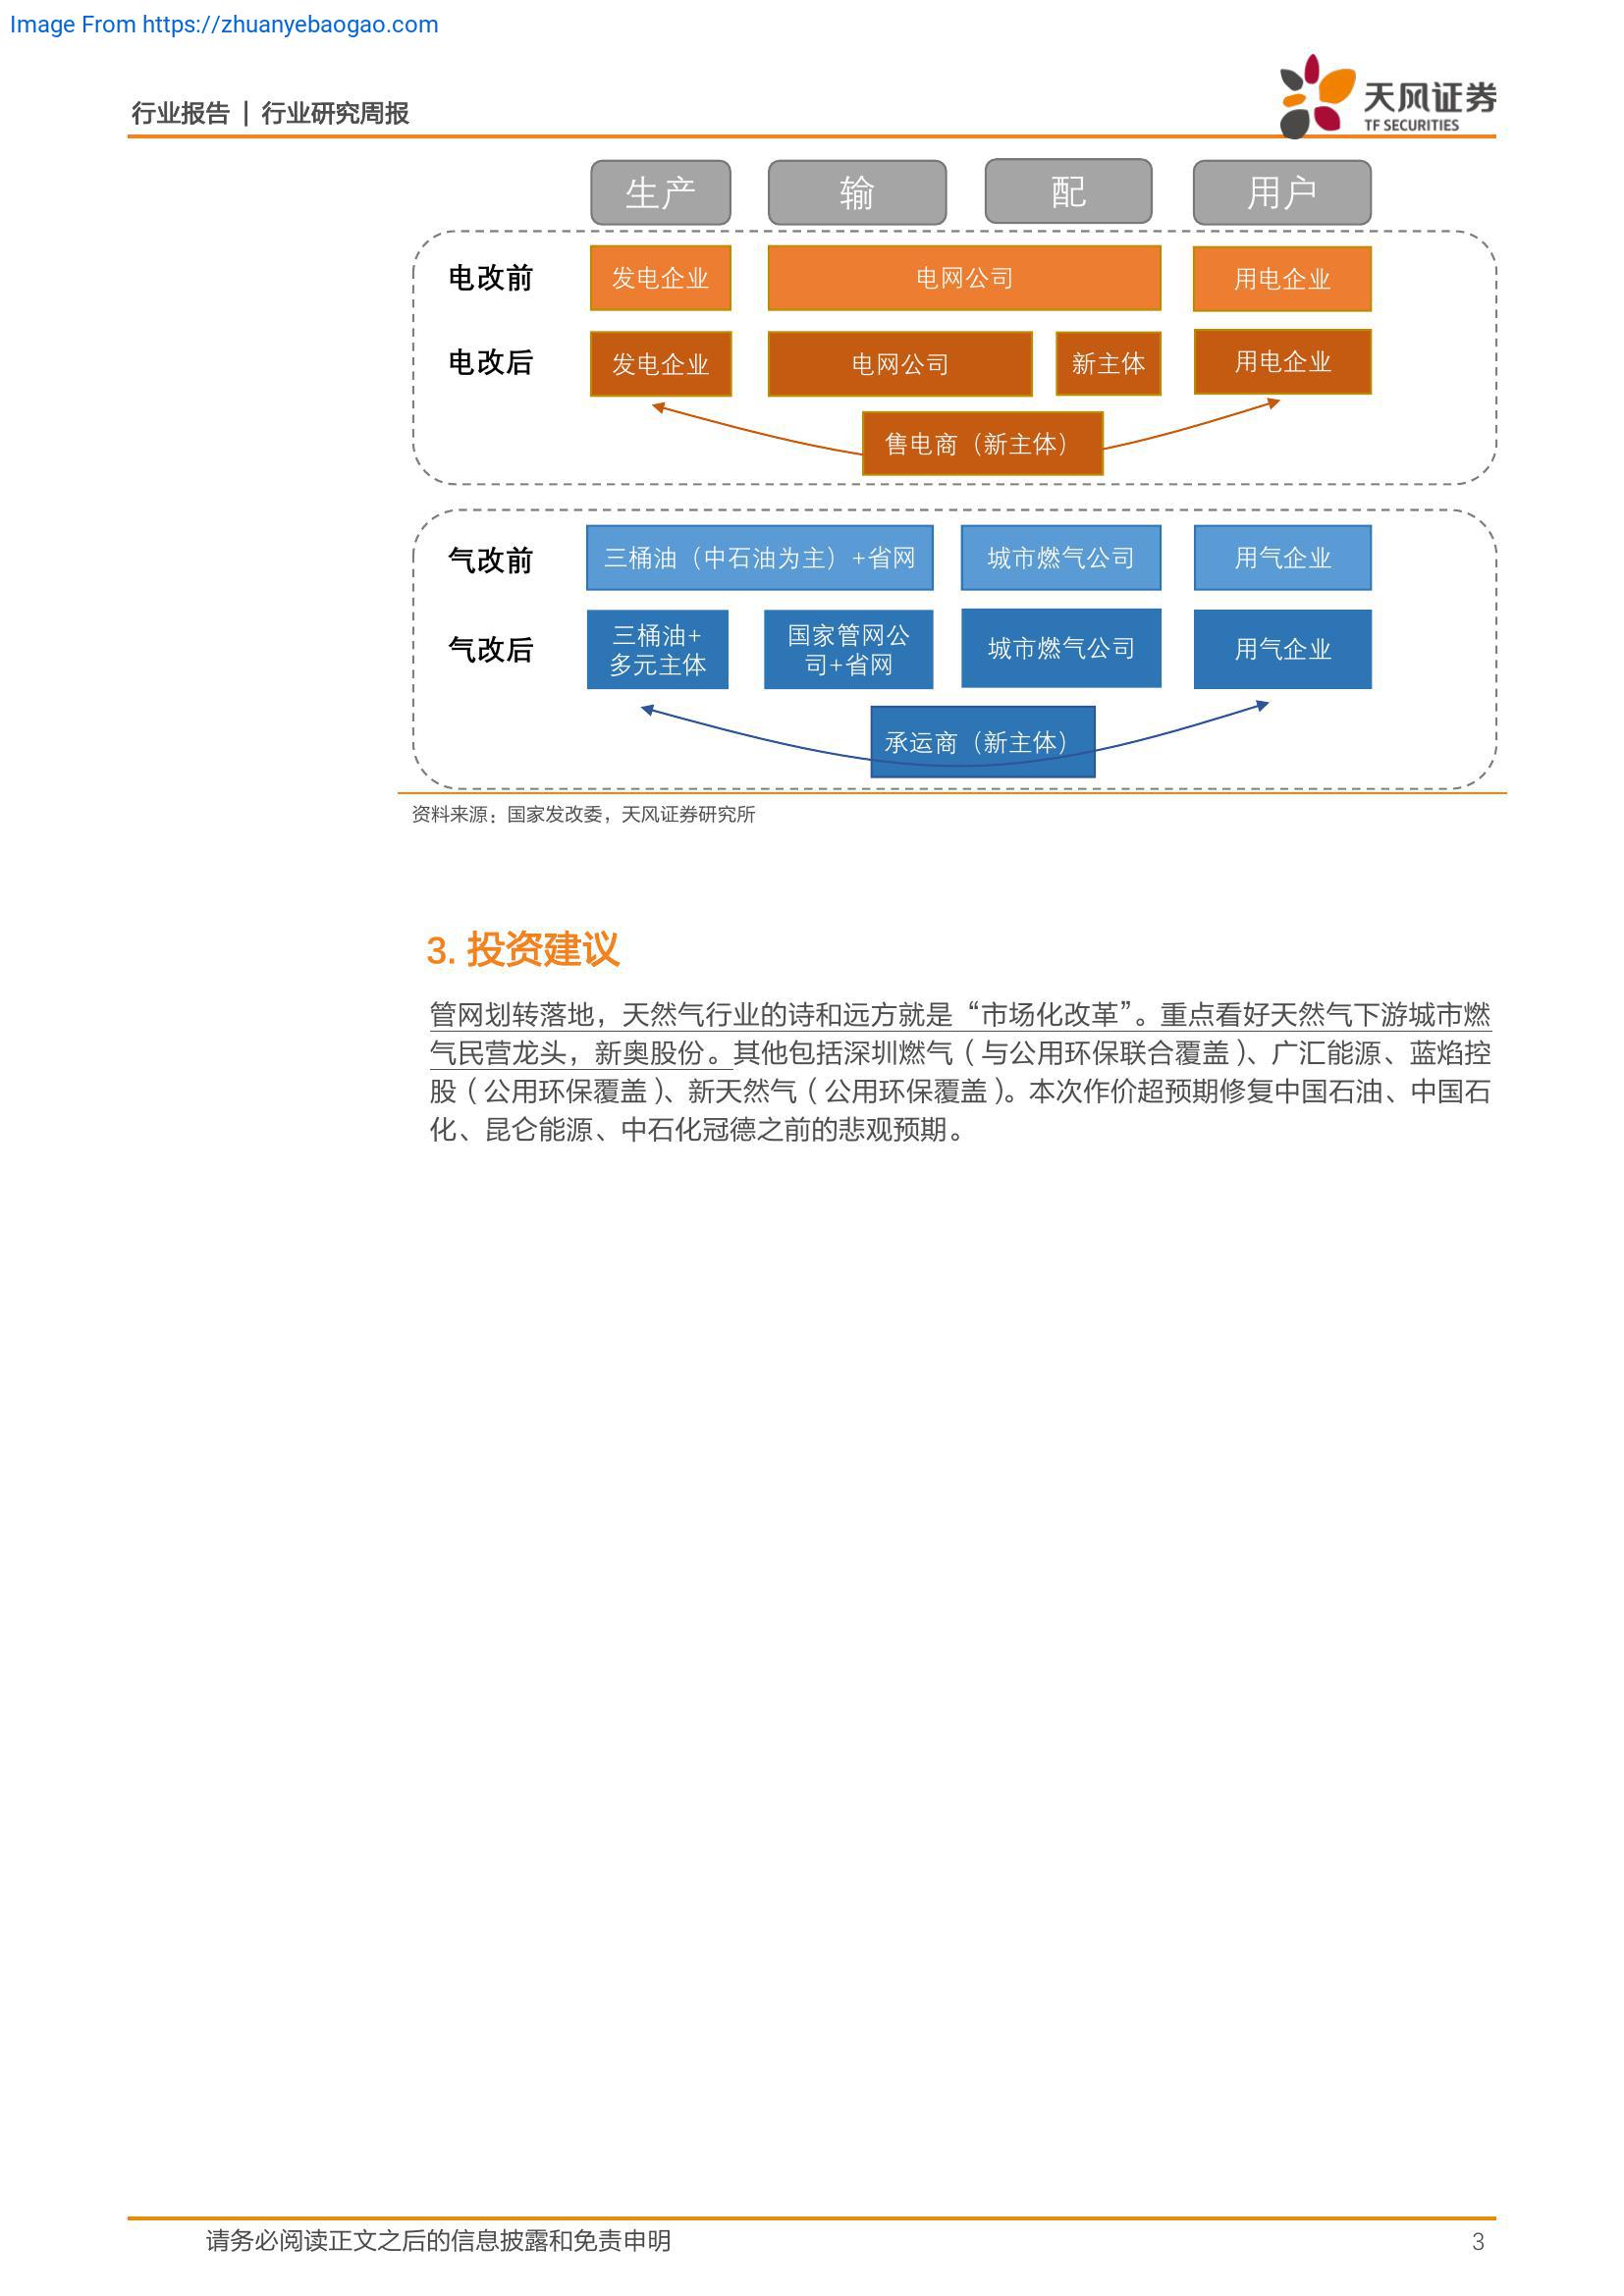 Image From https://zhuanyebaogao.com
行业报告 | 行业研究周报
天风证券
TF SECURITIES
生产 输 配 用户
电改前 发电企业 电网公司 用电企业
电改后 发电企业 电网公司 新主体 用电企业
售电商（新主体）
气改前 三桶油（中石油为主）+省网 城市燃气公司 用气企业
气改后 三桶油+
多元主体 国家管网公
司+省网 城市燃气公司 用气企业
承运商（新主体）
资料来源：国家发改委，天风证券研究所
3. 投资建议
管网划转落地，天然气行业的诗和远方就是“市场化改革”。重点看好天然气下游城市燃
气民营龙头，新奥股份。其他包括深圳燃气（与公用环保联合覆盖）、广汇能源、蓝焰控
股（公用环保覆盖）、新天然气（公用环保覆盖）。本次作价超预期修复中国石油、中国石
化、昆仑能源、中石化冠德之前的悲观预期。
请务必阅读正文之后的信息披露和免责申明 3